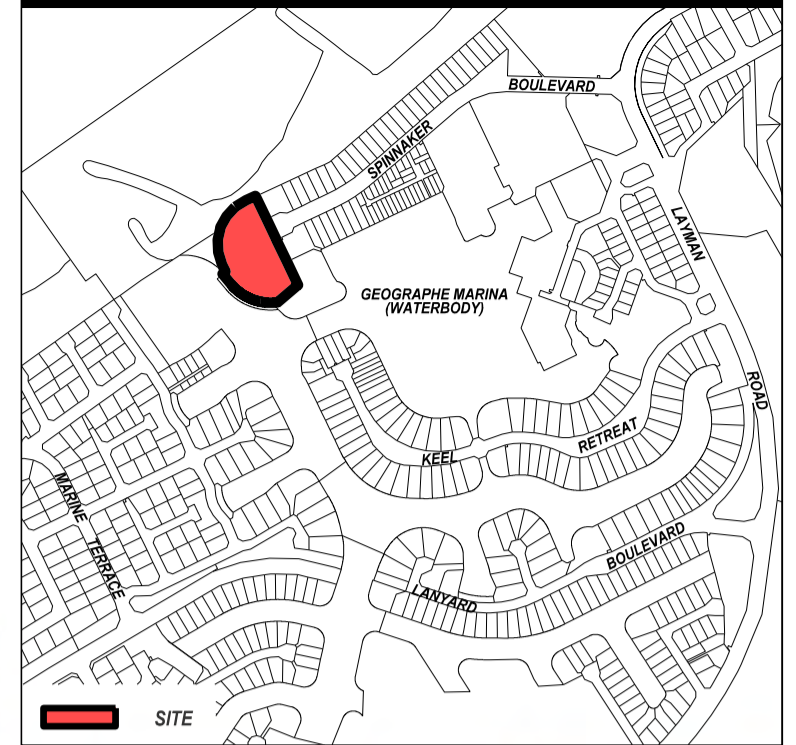 BOULEVARD
SPINNAKER
LAYMAN
GEOGRAPHE MARINA
(WATERBODY)
ROAD
RETREAT
KEEL
MARINE
TERRACE
BOULEVARD
LANYARD
SITE